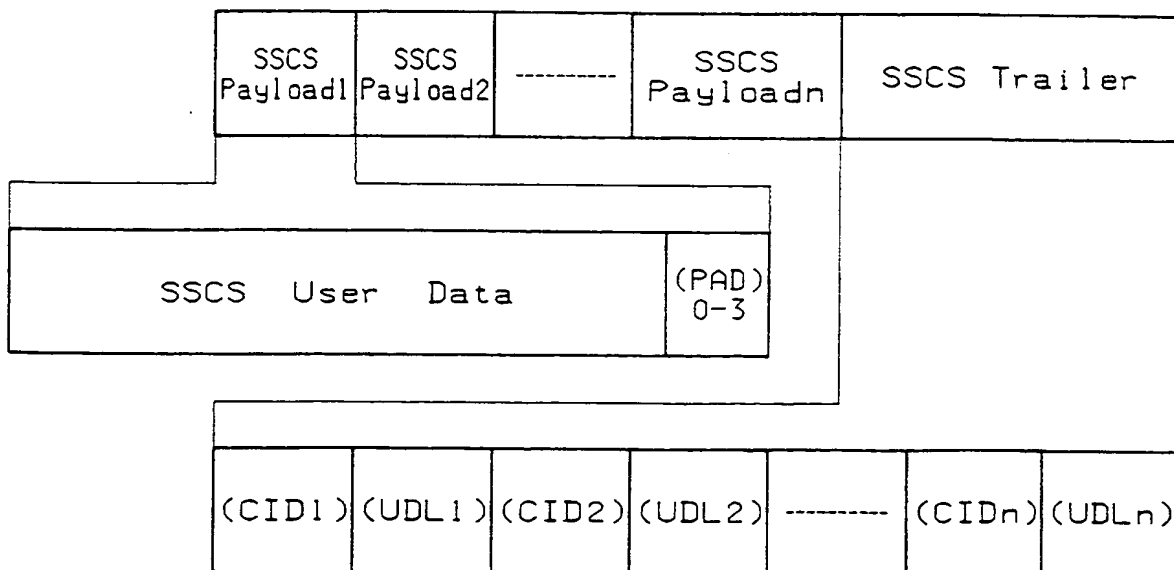 SSCS Payload1
SSCS Payload2
----------
SSCS Payloadn
SSCS Trailer
SSCS User Data
(PAD) 0-3
(CID1) (UDL1) (CID2) (UDL2) ---------- (CIDn) (UDLn)